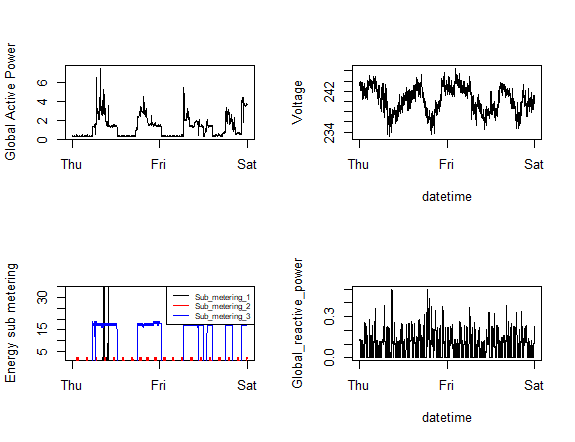 Global Active Power
0 2 4 6
Thu Fri Sat
Voltage
234 242
Thu Fri Sat
datetime
Energy sub metering
5 15 30
Sub_metering_1
Sub_metering_2
Sub_metering_3
Thu Fri Sat
Global_reactive_power
0.0 0.3
Thu Fri Sat
datetime